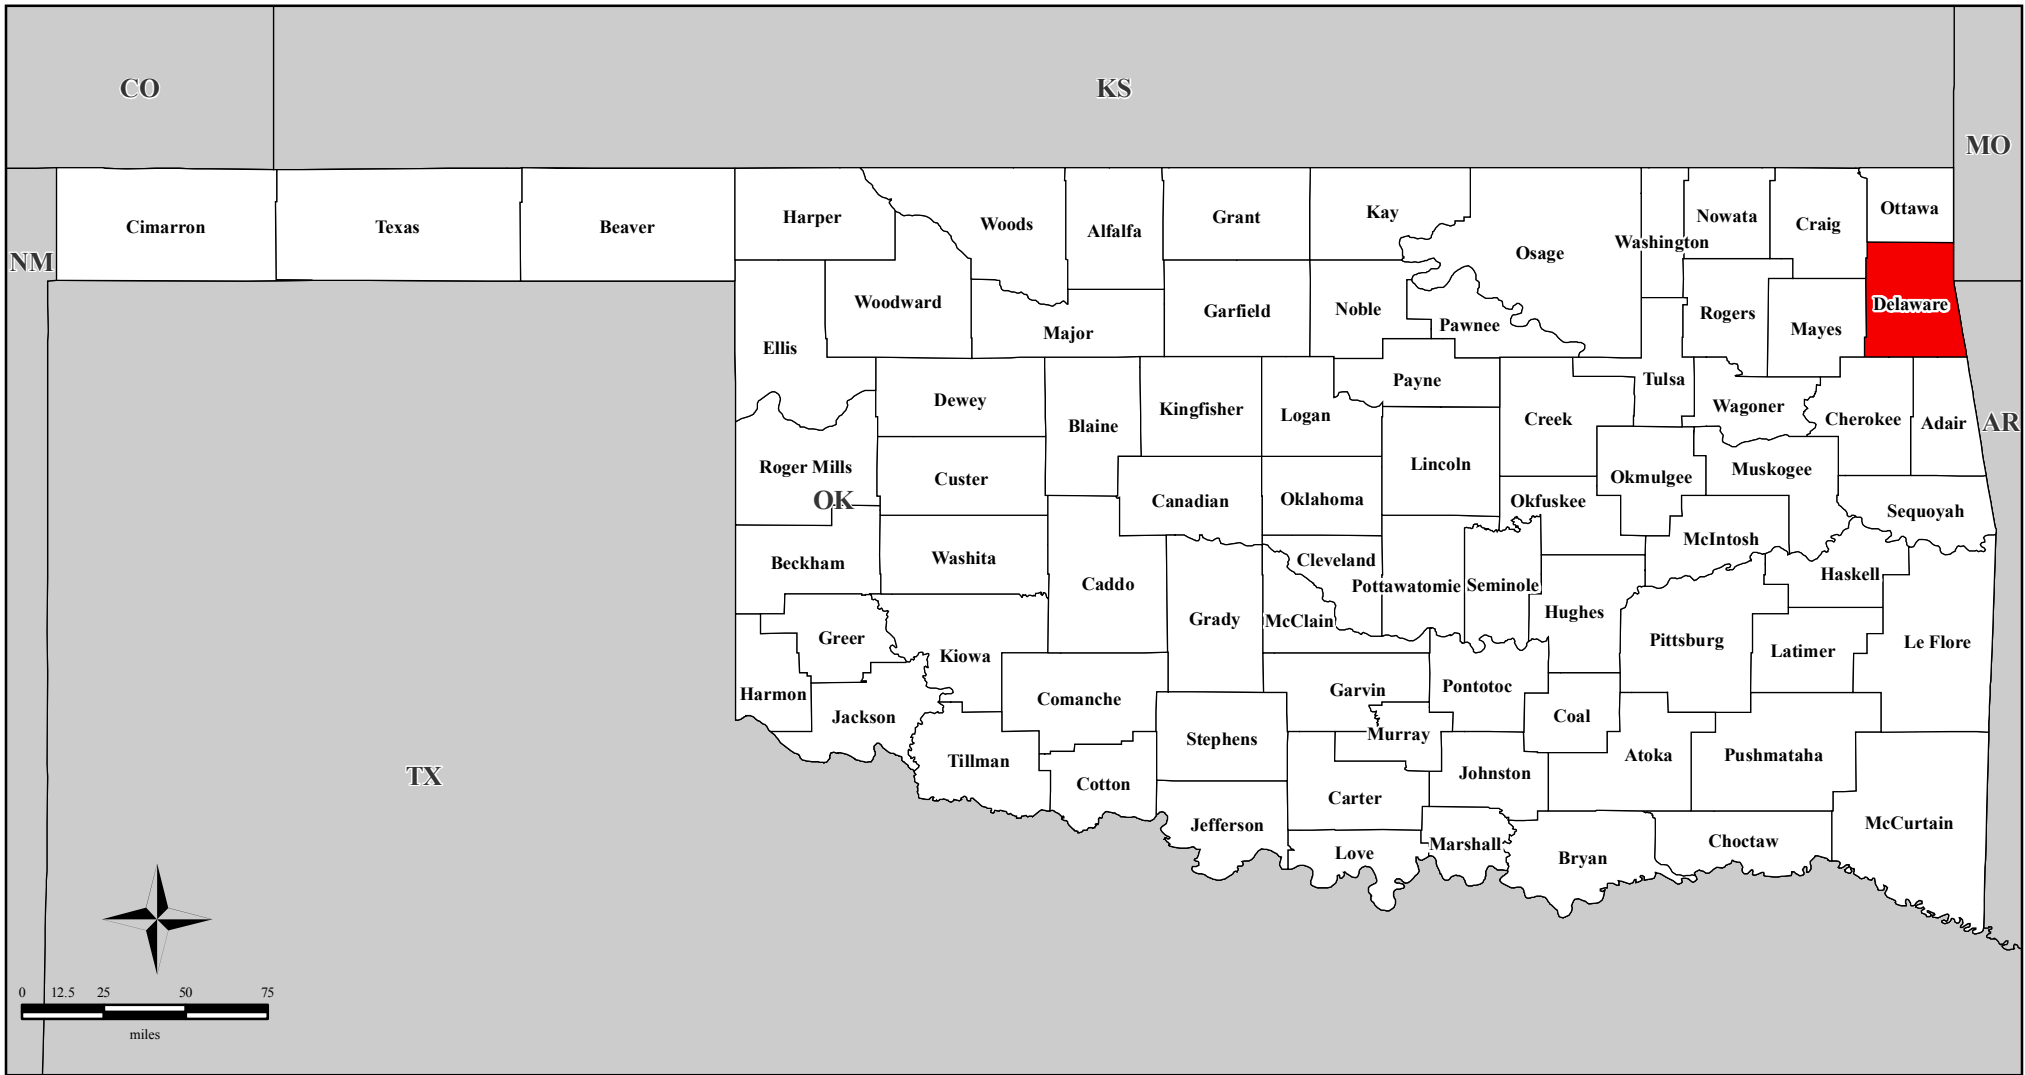 CO
KS
MO
NM
Cimarron
Texas
Beaver
Harper
Woods
Alfalfa
Grant
Kay
Osage
Washington
Nowata
Craig
Ottawa
Woodward
Ellis
Major
Garfield
Noble
Pawnee
Rogers
Mayes
Delaware
Dewey
Blaine
Kingfisher
Logan
Payne
Creek
Tulsa
Wagoner
Cherokee
Adair
AR
Roger Mills
OK
Custer
Canadian
Oklahoma
Lincoln
Okfuskee
Okmulgee
Muskogee
Sequoyah
Beckham
Washita
Caddo
Grady
Cleveland
McClain
Pottawatomie
Seminole
Hughes
McIntosh
Haskell
Pittsburg
Latimer
Le Flore
Greer
Harmon
Kiowa
Jackson
Comanche
Tillman
Cotton
Stephens
Garvin
Murray
Pontotoc
Coal
Atoka
Pushmataha
Johnston
Carter
Jefferson
Love
Marshall
Bryan
Choctaw
McCurtain
TX
0 12.5 25 50 75
miles